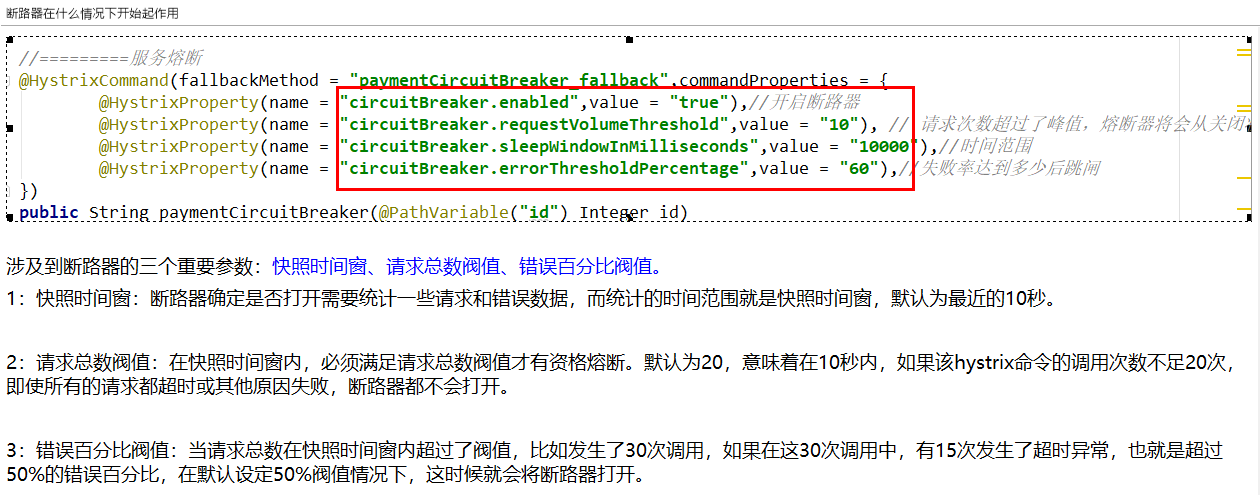 断路器在什么情况下开始起作用
//=========服务熔断
@HystrixCommand(fallbackMethod = "paymentCircuitBreaker_fallback",commandProperties = {
@HystrixProperty(name = "circuitBreaker.enabled",value = "true"),//开启断路器
@HystrixProperty(name = "circuitBreaker.requestVolumeThreshold",value = "10"), // 请求次数超过了峰值，熔断器将会从关闭
@HystrixProperty(name = "circuitBreaker.sleepWindowInMilliseconds",value = "10000"),//时间范围
@HystrixProperty(name = "circuitBreaker.errorThresholdPercentage",value = "60"),//失败率达到多少后跳闸
})
public String paymentCircuitBreaker(@PathVariable("id") Integer id)
涉及到断路器的三个重要参数：快照时间窗、请求总数阀值、错误百分比阀值。
1：快照时间窗：断路器确定是否打开需要统计一些请求和错误数据，而统计的时间范围就是快照时间窗，默认为最近的10秒。
2：请求总数阀值：在快照时间窗内，必须满足请求总数阀值才有资格熔断。默认为20，意味着在10秒内，如果该hystrix命令的调用次数不足20次，
即使所有的请求都超时或其他原因失败，断路器都不会打开。
3：错误百分比阀值：当请求总数在快照时间窗内超过了阀值，比如发生了30次调用，如果在这30次调用中，有15次发生了超时异常，也就是超过
50%的错误百分比，在默认设定50%阀值情况下，这时候就会将断路器打开。